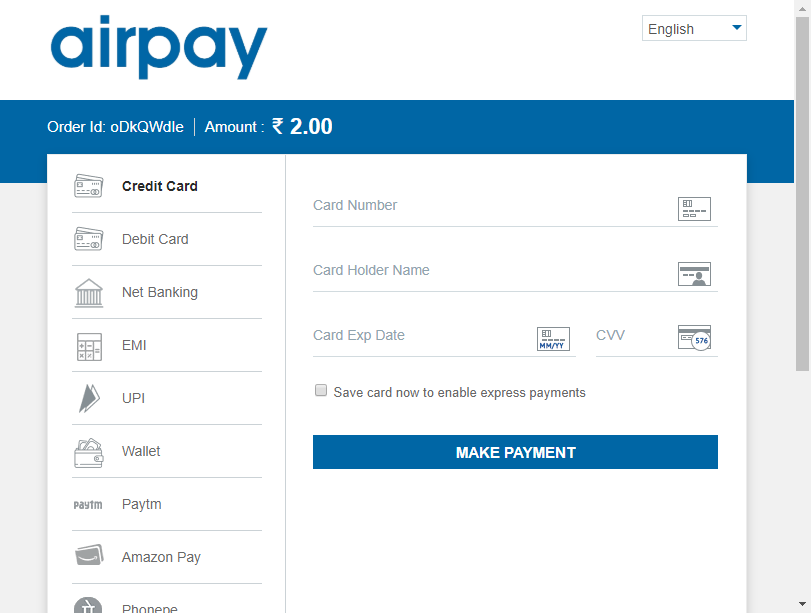 airpay
English
Order Id: oDkQWdle | Amount : ₹ 2.00
Credit Card
Debit Card
Net Banking
EMI
UPI
Wallet
paytm Paytm
Amazon Pay
पे Phonepe
Card Number
Card Holder Name
Card Exp Date
MM/YY
CVV
576
Save card now to enable express payments
MAKE PAYMENT